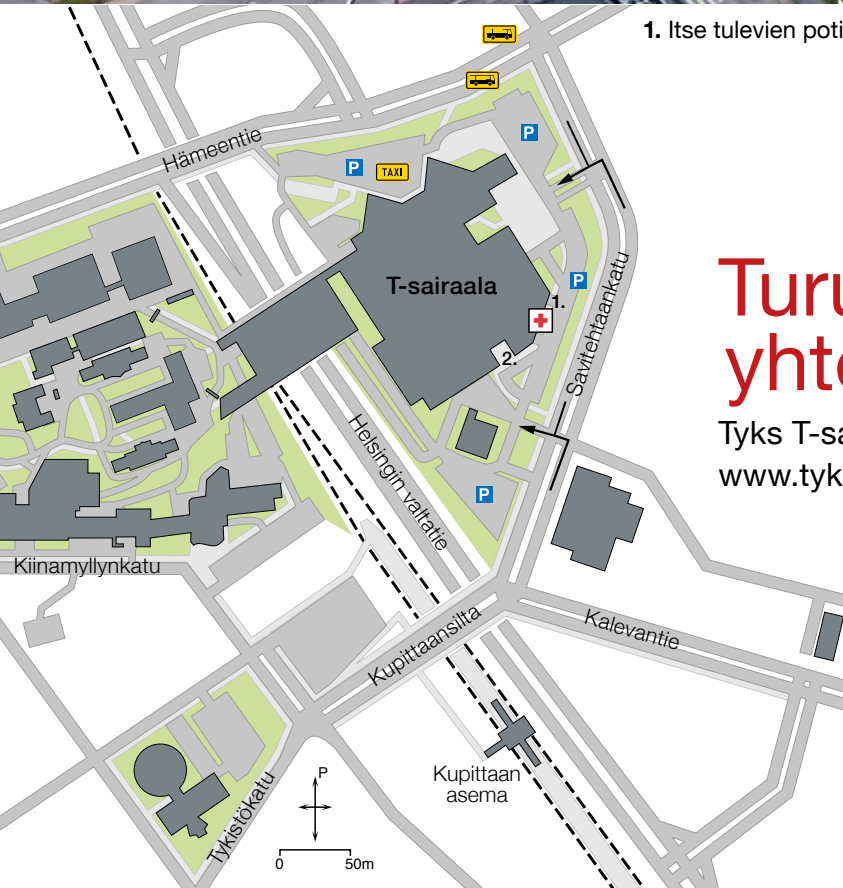 1. Itse tulevien poti
Hämeentie
P
TAXI
P
T-sairaala
P
1.
2.
Savitehtaankatu
Turu
yhte
Tyks T-sa
www.tyk
Helsingin valtatie
P
Kiinamyllynkatu
Kupittaansilta
Kalevantie
Kupittaan
asema
Tykistökatu
P
0 50m